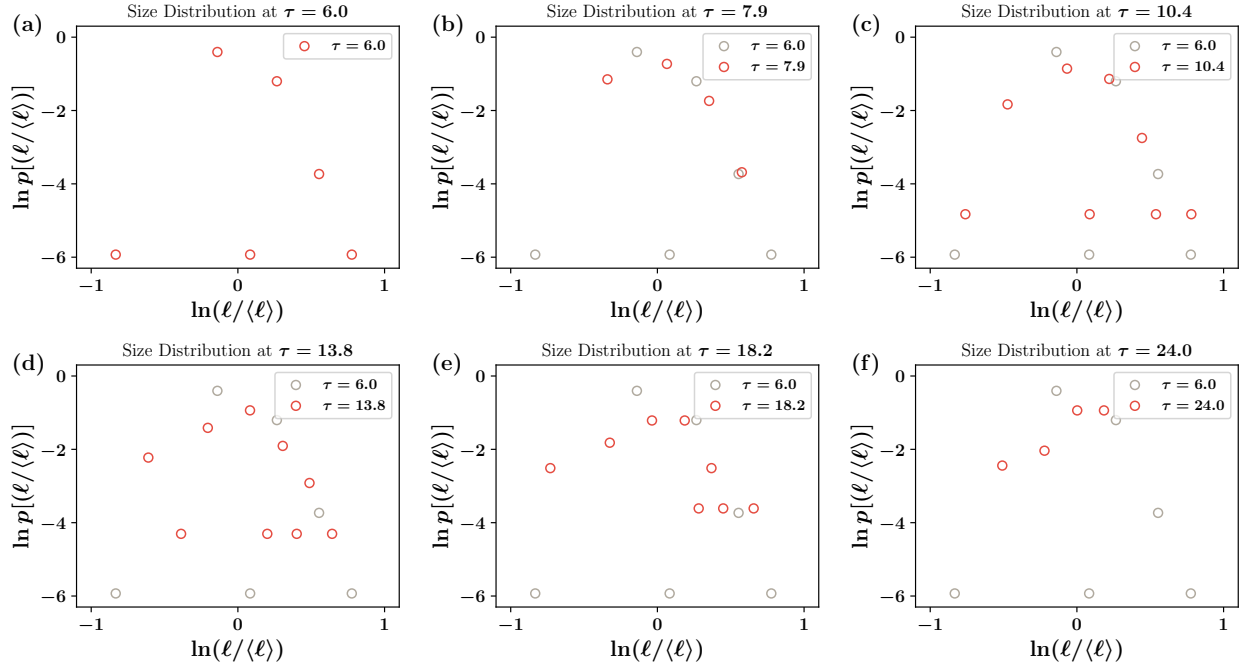 (a)
Size Distribution at τ = 6.0
τ = 6.0
0
−2
−4
−6
ln p[(ℓ/⟨ℓ⟩)]
−1
0
1
ln(ℓ/⟨ℓ⟩)
(b)
Size Distribution at τ = 7.9
τ = 6.0
τ = 7.9
0
−2
−4
−6
ln p[(ℓ/⟨ℓ⟩)]
−1
0
1
ln(ℓ/⟨ℓ⟩)
(c)
Size Distribution at τ = 10.4
τ = 6.0
τ = 10.4
0
−2
−4
−6
ln p[(ℓ/⟨ℓ⟩)]
−1
0
1
ln(ℓ/⟨ℓ⟩)
(d)
Size Distribution at τ = 13.8
τ = 6.0
τ = 13.8
0
−2
−4
−6
ln p[(ℓ/⟨ℓ⟩)]
−1
0
1
ln(ℓ/⟨ℓ⟩)
(e)
Size Distribution at τ = 18.2
τ = 6.0
τ = 18.2
0
−2
−4
−6
ln p[(ℓ/⟨ℓ⟩)]
−1
0
1
ln(ℓ/⟨ℓ⟩)
(f)
Size Distribution at τ = 24.0
τ = 6.0
τ = 24.0
0
−2
−4
−6
ln p[(ℓ/⟨ℓ⟩)]
−1
0
1
ln(ℓ/⟨ℓ⟩)